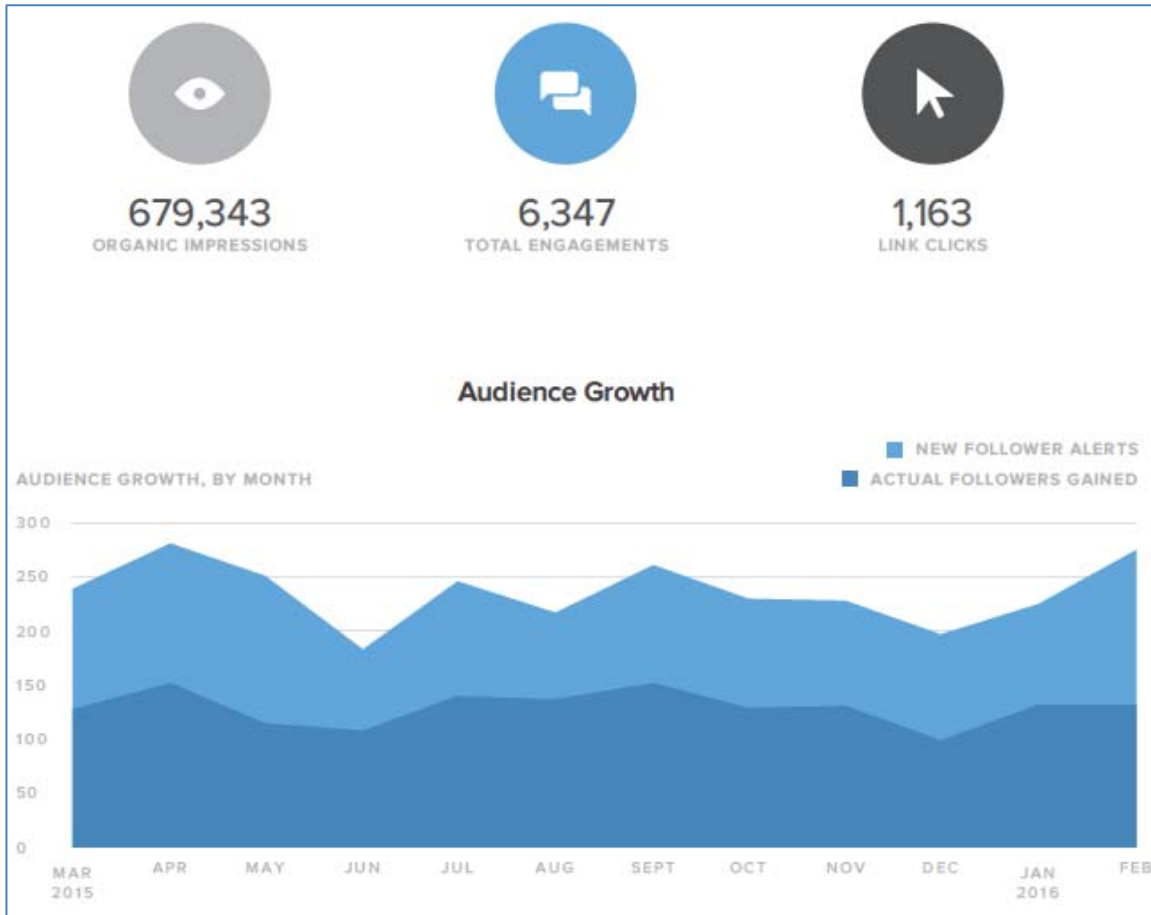 679,343
ORGANIC IMPRESSIONS
6,347
TOTAL ENGAGEMENTS
1,163
LINK CLICKS
Audience Growth
NEW FOLLOWER ALERTS
AUDIENCE GROWTH, BY MONTH
ACTUAL FOLLOWERS GAINED
300
250
200
150
100
50
0
MAR 2015
APR
MAY
JUN
JUL
AUG
SEPT
OCT
NOV
DEC
JAN 2016
FEB